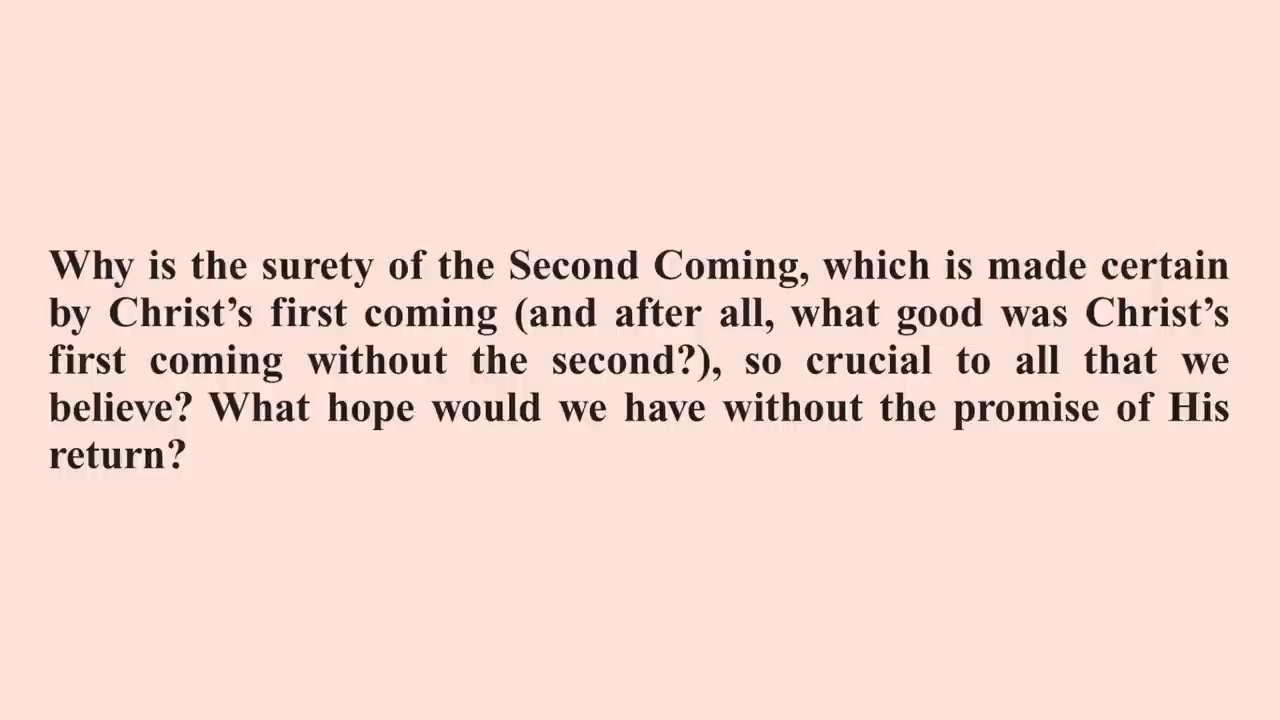 Why is the surety of the Second Coming, which is made certain
by Christ’s first coming (and after all, what good was Christ’s
first coming without the second?), so crucial to all that we
believe? What hope would we have without the promise of His
return?